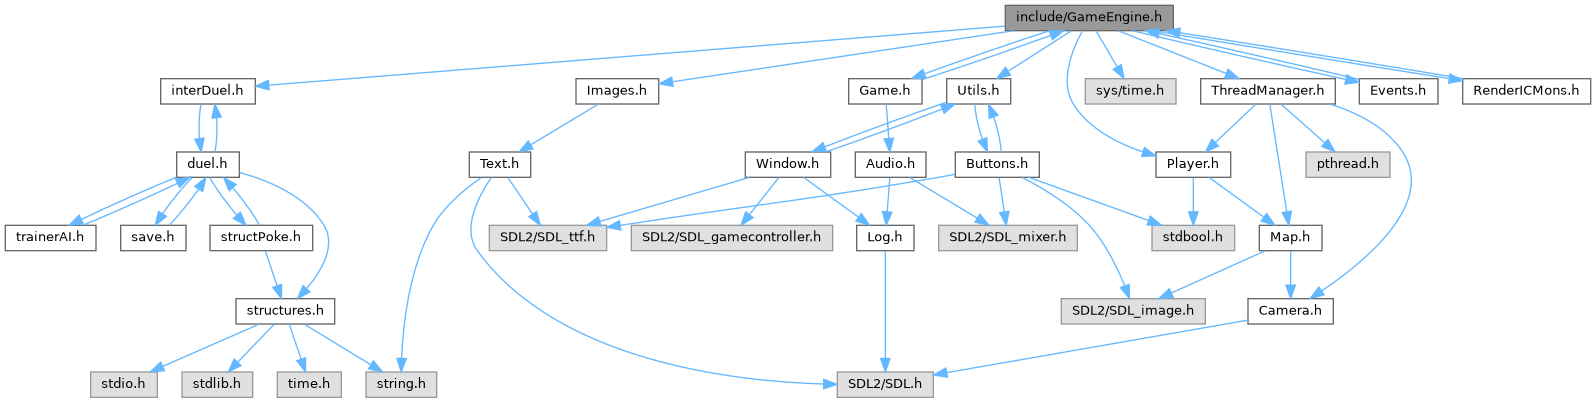 include/GameEngine.h
interDuel.h
Images.h
Game.h
Utils.h
sys/time.h
ThreadManager.h
Events.h
RenderICMons.h
duel.h
Text.h
Window.h
Audio.h
Buttons.h
Player.h
pthread.h
trainerAI.h
save.h
structPoke.h
SDL2/SDL_ttf.h
SDL2/SDL_gamecontroller.h
Log.h
SDL2/SDL_mixer.h
stdbool.h
Map.h
structures.h
SDL2/SDL_image.h
Camera.h
stdio.h
stdlib.h
time.h
string.h
SDL2/SDL.h